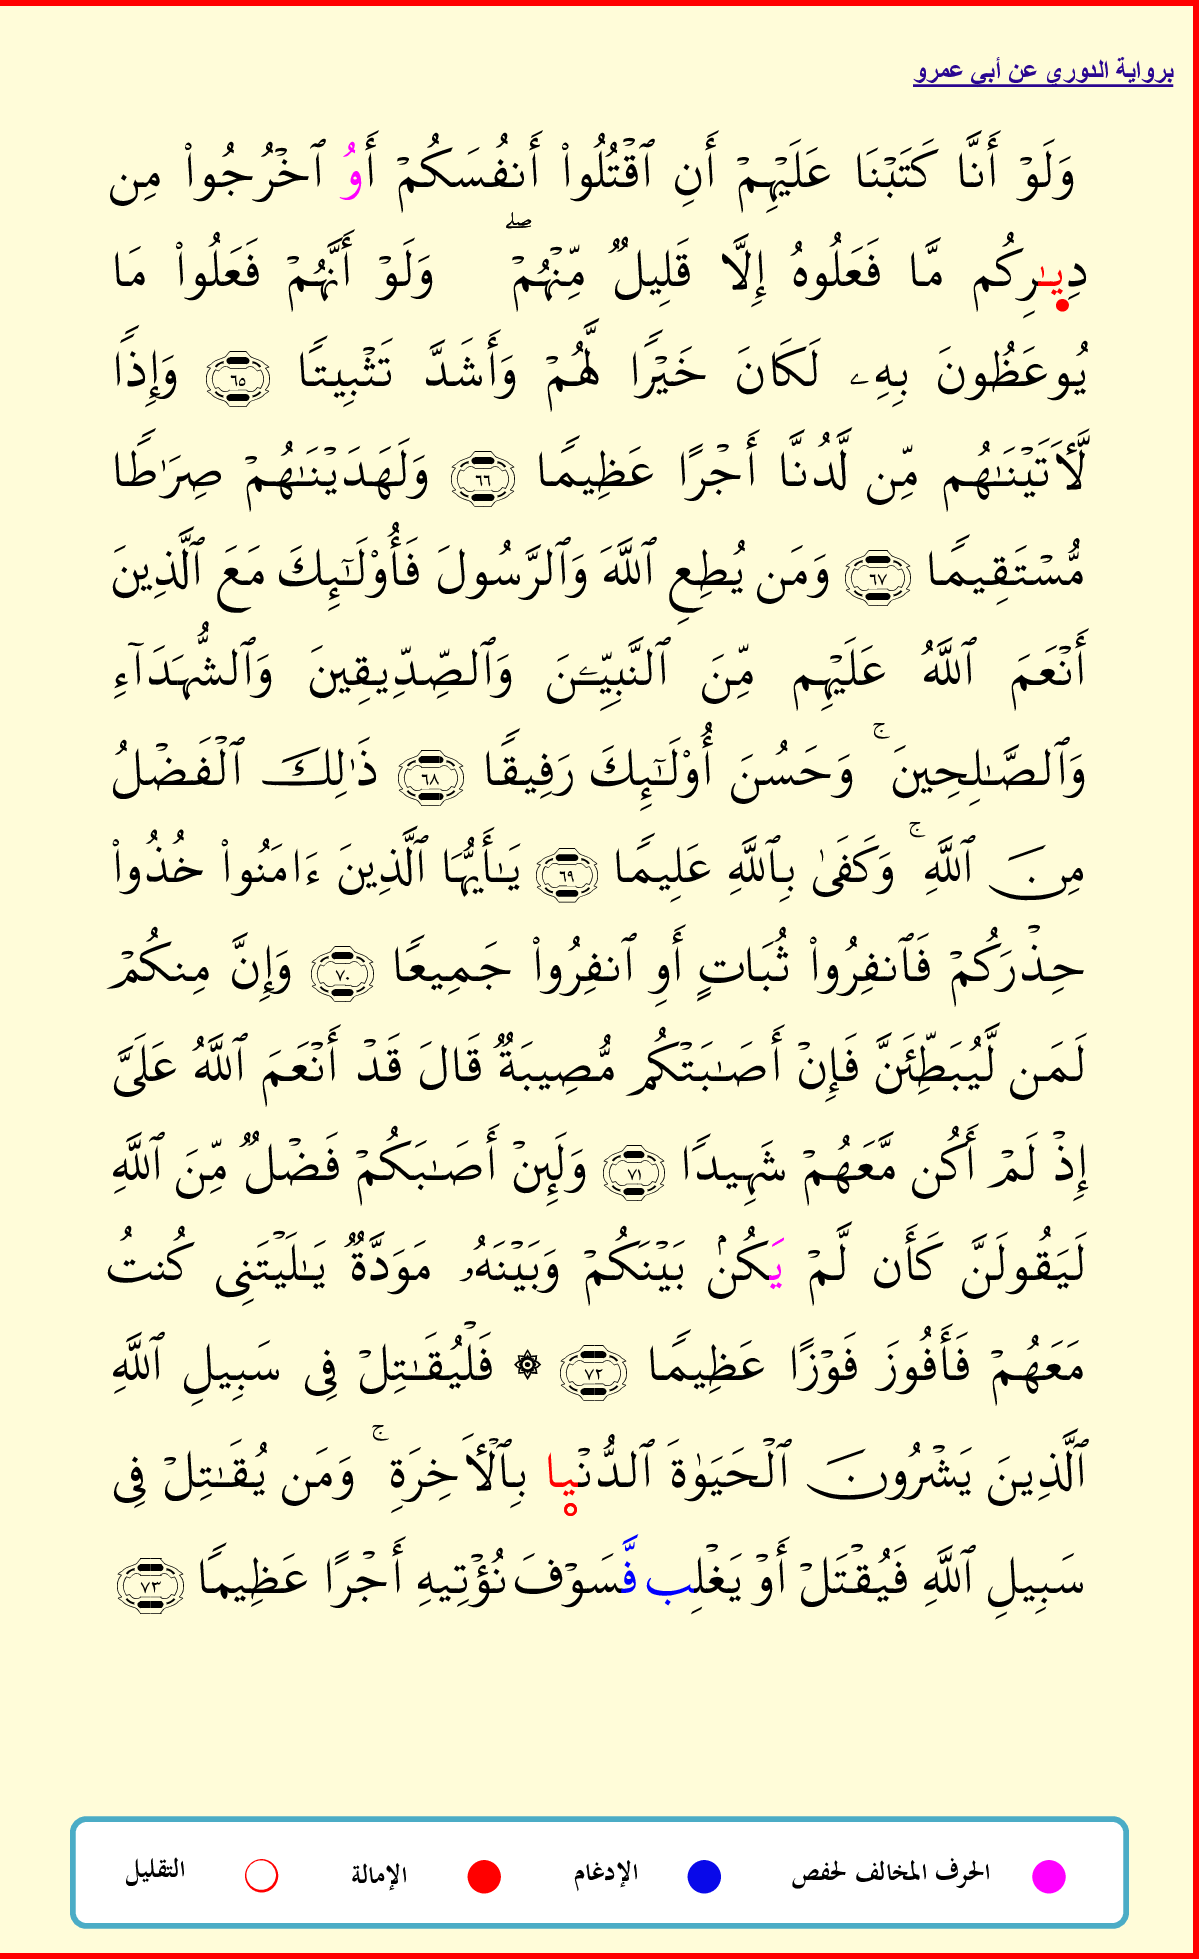 برواية الدوري عن أبي عمرو
وَلَوْ أَنَّا كَتَبْنَا عَلَيْهِمْ أَنِ ٱقْتُلُوا۟ أَنفُسَكُمْ أَوُ ٱخْرُجُوا۟ مِن
دِيَـٰرِكُم مَّا فَعَلُوهُ إِلَّا قَلِيلٌ مِّنْهُمْ ۖ وَلَوْ أَنَّهُمْ فَعَلُوا۟ مَا
يُوعَظُونَ بِهِۦ لَكَانَ خَيْرًا لَّهُمْ وَأَشَدَّ تَثْبِيتًا ٦٥ وَإِذًا
لَّـَٔاتَيْنَـٰهُم مِّن لَّدُنَّا أَجْرًا عَظِيمًا ٦٦ وَلَهَدَيْنَـٰهُمْ صِرَٰطًا
مُّسْتَقِيمًا ٦٧ وَمَن يُطِعِ ٱللَّهَ وَٱلرَّسُولَ فَأُو۟لَـٰٓئِكَ مَعَ ٱلَّذِينَ
أَنْعَمَ ٱللَّهُ عَلَيْهِم مِّنَ ٱلنَّبِيِّـۧنَ وَٱلصِّدِّيقِينَ وَٱلشُّهَدَآءِ
وَٱلصَّـٰلِحِينَ ۚ وَحَسُنَ أُو۟لَـٰٓئِكَ رَفِيقًا ٦٨ ذَٰلِكَ ٱلْفَضْلُ
مِنَ ٱللَّهِ ۚ وَكَفَىٰ بِٱللَّهِ عَلِيمًا ٦٩ يَـٰٓأَيُّهَا ٱلَّذِينَ ءَامَنُوا۟ خُذُوا۟
حِذْرَكُمْ فَٱنفِرُوا۟ ثُبَاتٍ أَوِ ٱنفِرُوا۟ جَمِيعًا ٧٠ وَإِنَّ مِنكُمْ
لَمَن لَّيُبَطِّئَنَّ فَإِنْ أَصَـٰبَتْكُم مُّصِيبَةٌ قَالَ قَدْ أَنْعَمَ ٱللَّهُ عَلَىَّ
إِذْ لَمْ أَكُن مَّعَهُمْ شَهِيدًا ٧١ وَلَئِنْ أَصَـٰبَكُمْ فَضْلٌ مِّنَ ٱللَّهِ
لَيَقُولَنَّ كَأَن لَّمْ يَكُنۢ بَيْنَكُمْ وَبَيْنَهُۥ مَوَدَّةٌ يَـٰلَيْتَنِى كُنتُ
مَعَهُمْ فَأَفُوزَ فَوْزًا عَظِيمًا ٧٢ ۞ فَلْيُقَـٰتِلْ فِى سَبِيلِ ٱللَّهِ
ٱلَّذِينَ يَشْرُونَ ٱلْحَيَوٰةَ ٱلدُّنْيا بِٱلْـَٔاخِرَةِ ۚ وَمَن يُقَـٰتِلْ فِى
سَبِيلِ ٱللَّهِ فَيُقْتَلْ أَوْ يَغْلِب فَّسَوْفَ نُؤْتِيهِ أَجْرًا عَظِيمًا ٧٣
الحرف المخالف لحفص الإدغام الإمالة التقليل